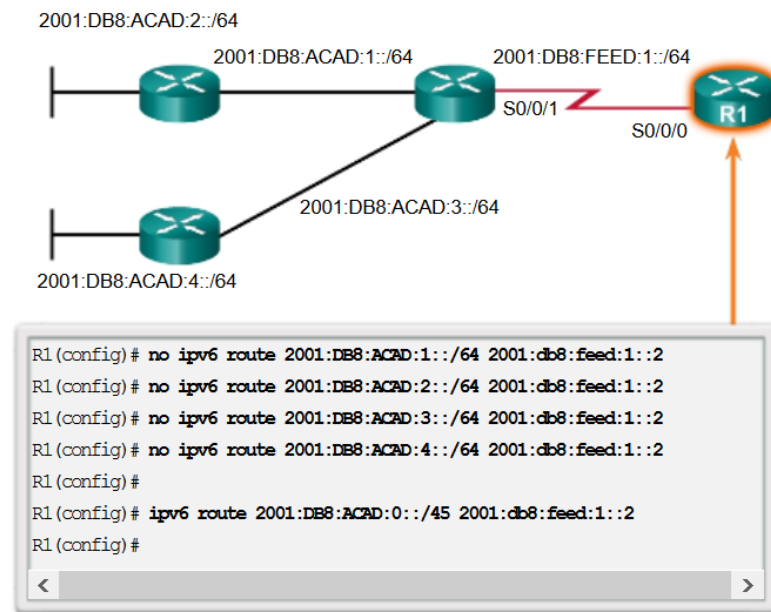 2001:DB8:ACAD:2::/64
2001:DB8:ACAD:1::/64
2001:DB8:FEED:1::/64
S0/0/1
R1
S0/0/0
2001:DB8:ACAD:3::/64
2001:DB8:ACAD:4::/64
R1(config)# no ipv6 route 2001:DB8:ACAD:1::/64 2001:db8:feed:1::2
R1(config)# no ipv6 route 2001:DB8:ACAD:2::/64 2001:db8:feed:1::2
R1(config)# no ipv6 route 2001:DB8:ACAD:3::/64 2001:db8:feed:1::2
R1(config)# no ipv6 route 2001:DB8:ACAD:4::/64 2001:db8:feed:1::2
R1(config)#
R1(config)# ipv6 route 2001:DB8:ACAD:0::/45 2001:db8:feed:1::2
R1(config)#